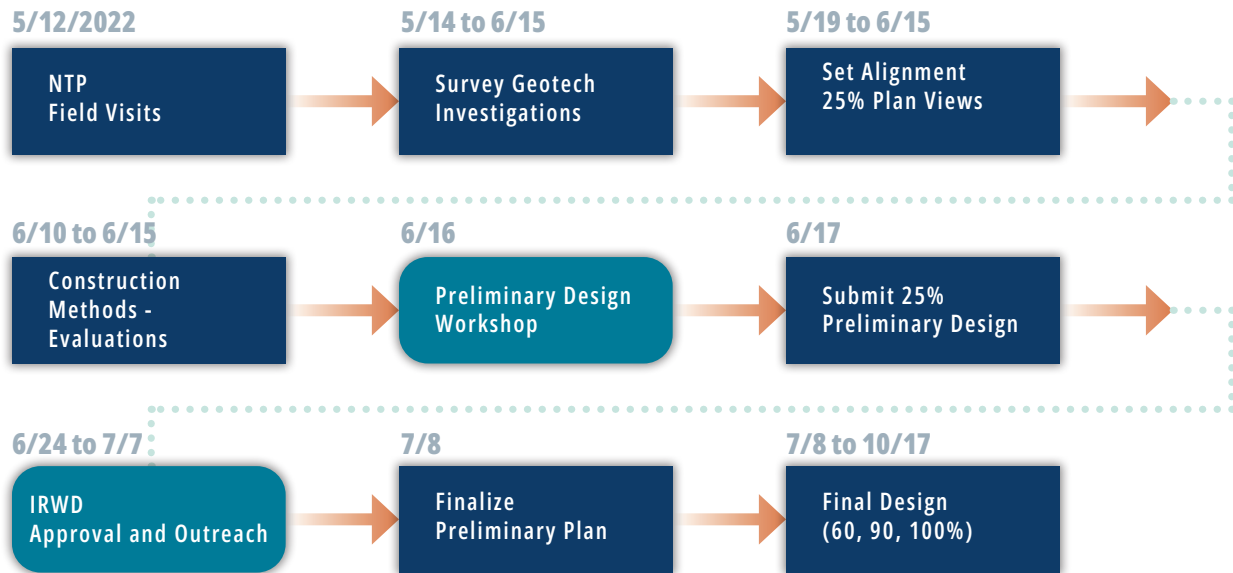 5/12/2022
NTP
Field Visits
5/14 to 6/15
Survey Geotech
Investigations
5/19 to 6/15
Set Alignment
25% Plan Views
6/10 to 6/15
Construction
Methods -
Evaluations
6/16
Preliminary Design
Workshop
6/17
Submit 25%
Preliminary Design
6/24 to 7/7
IRWD
Approval and Outreach
7/8
Finalize
Preliminary Plan
7/8 to 10/17
Final Design
(60, 90, 100%)